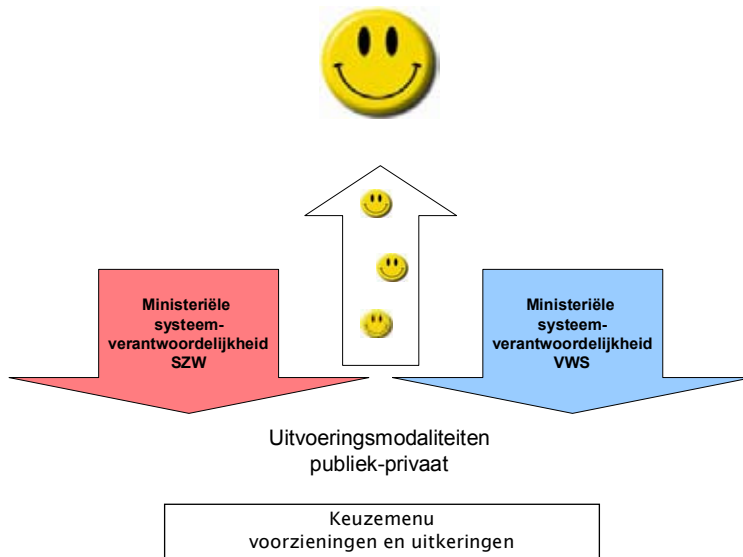 Ministeriële
systeem-
verantwoordelijkheid
SZW
Ministeriële
systeem-
verantwoordelijkheid
VWS
Uitvoeringsmodaliteiten
publiek-privaat
Keuzemenu
voorzieningen en uitkeringen